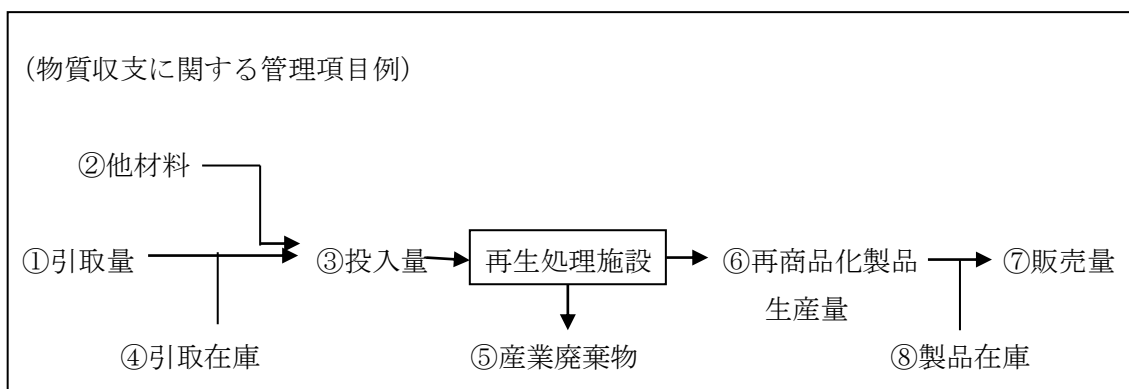 (物質収支に関する管理項目例)
②他材料
①引取量
③投入量
再生処理施設
⑥再商品化製品
生産量
⑦販売量
④引取在庫
⑤産業廃棄物
⑧製品在庫